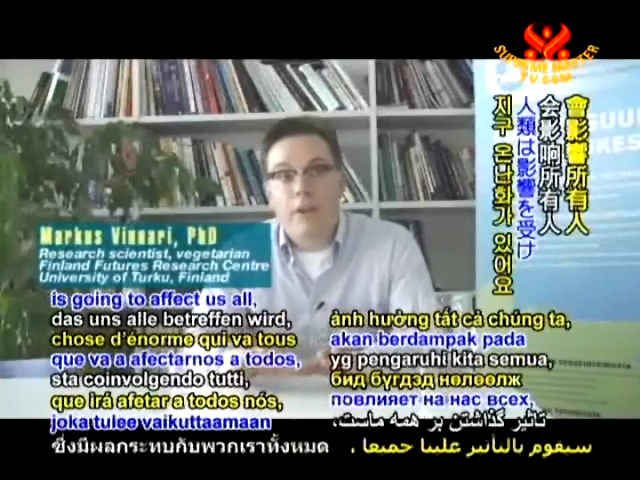 SUPREME MASTER
TV.COM
會影響所有人
会影响所有人
人類は影響を受け
지구 온난화가 있어요
Markus Vinnari, PhD
Research scientist, vegetarian
Finland Futures Research Centre
University of Turku, Finland
is going to affect us all,
das uns alle betreffen wird,
chose d'énorme qui va tous
que va a afectarnos a todos,
sta coinvolgendo tutti,
que irá afetar a todos nós,
joka tulee vaikuttamaan
ซึ่งมีผลกระทบกับพวกเราทั้งหมด
ảnh hưởng tất cả chúng ta,
akan berdampak pada
yg pengaruhi kita semua,
бид бүгдэд нөлөөлж
повлияет на нас всех,
تاثیر گذاشتن بر همه ماست،
سيقوم بالتأثير علينا جميعا ,